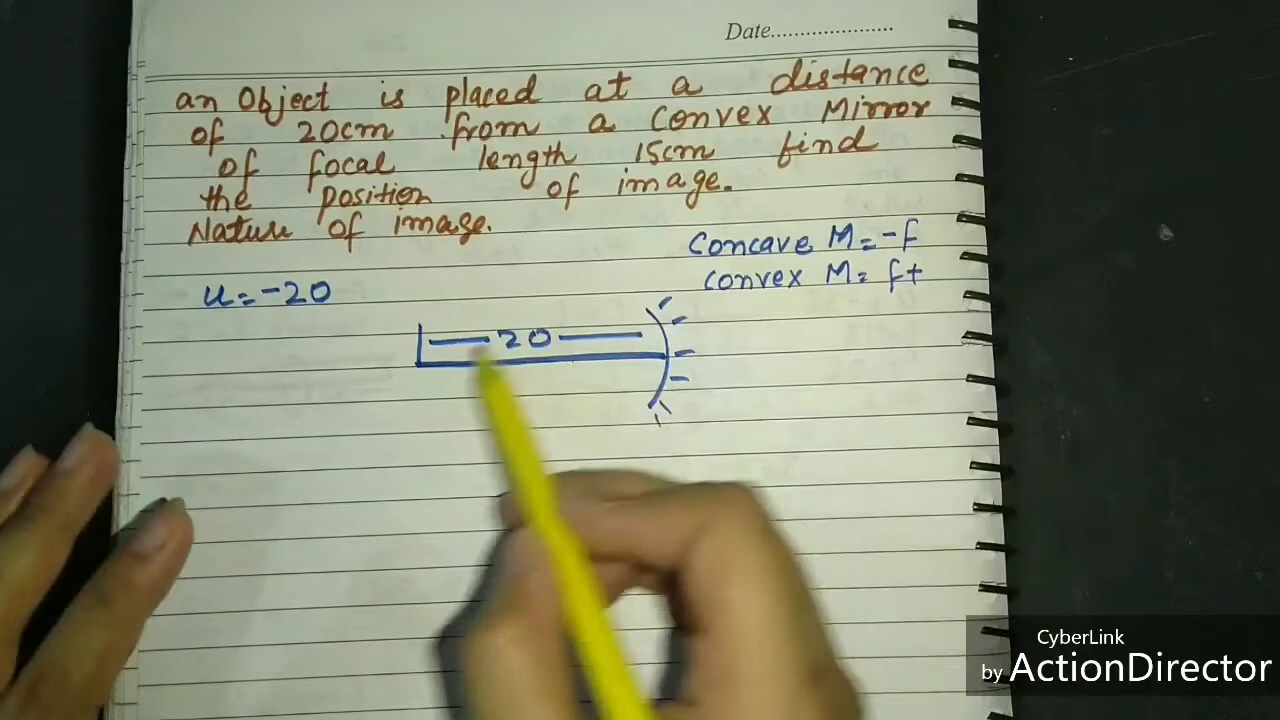 Date.....................
an Object is placed at a distance
of 20cm from a convex Mirror
of focal length 15cm find
the position of image.
Nature of image.
Concave M = -f
Convex M = f+
u = -20
20
CyberLink
by ActionDirector